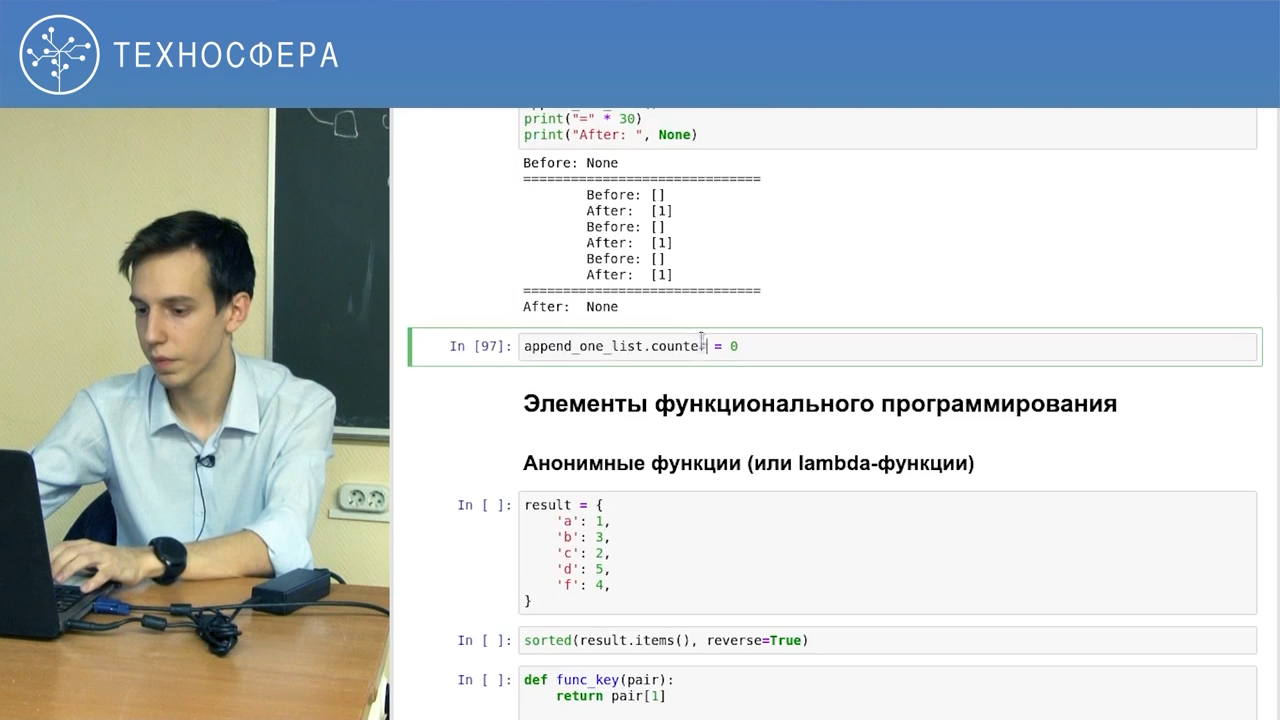 ТЕХНОСФЕРА
print("=" * 30)
print("After: ", None)
Before: None
==============================
Before: []
After:  [1]
Before: []
After:  [1]
Before: []
After:  [1]
==============================
After:  None
In [97]: append_one_list.counter = 0
Элементы функционального программирования
Анонимные функции (или lambda-функции)
In [ ]: result = {
'a': 1,
'b': 3,
'c': 2,
'd': 5,
'f': 4,
}
In [ ]: sorted(result.items(), reverse=True)
In [ ]: def func_key(pair):
return pair[1]